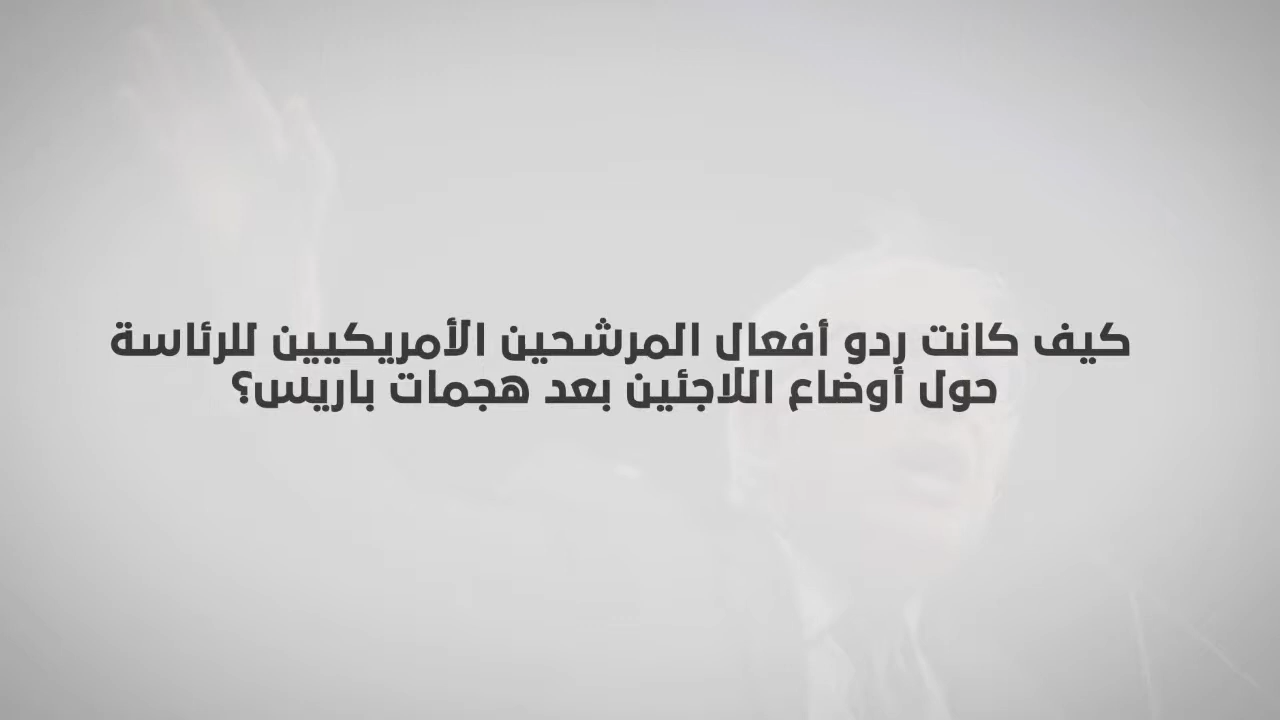 كيف كانت ردو أفعال المرشحين الأمريكيين للرئاسة
حول أوضاع اللاجئين بعد هجمات باريس؟